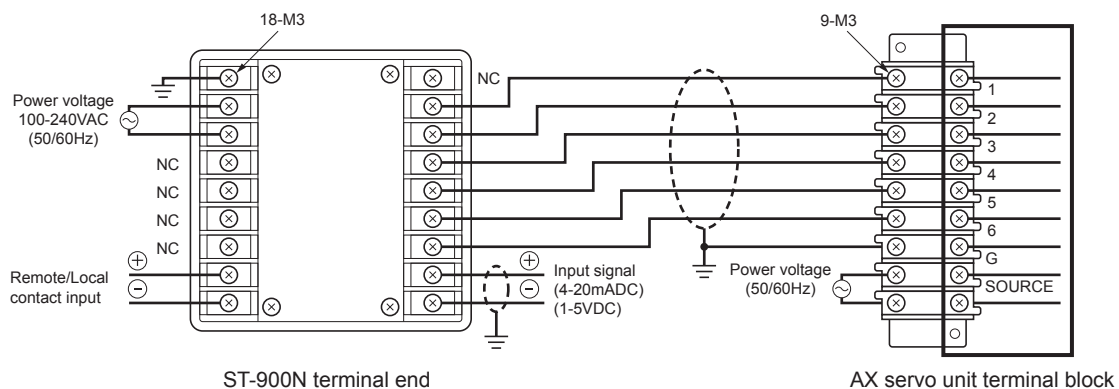 18-M3
9-M3
NC
Power voltage
100-240VAC
(50/60Hz)
NC
NC
NC
NC
Remote/Local
contact input
Input signal
(4-20mADC)
(1-5VDC)
Power voltage
(50/60Hz)
1
2
3
4
5
6
G
SOURCE
ST-900N terminal end
AX servo unit terminal block